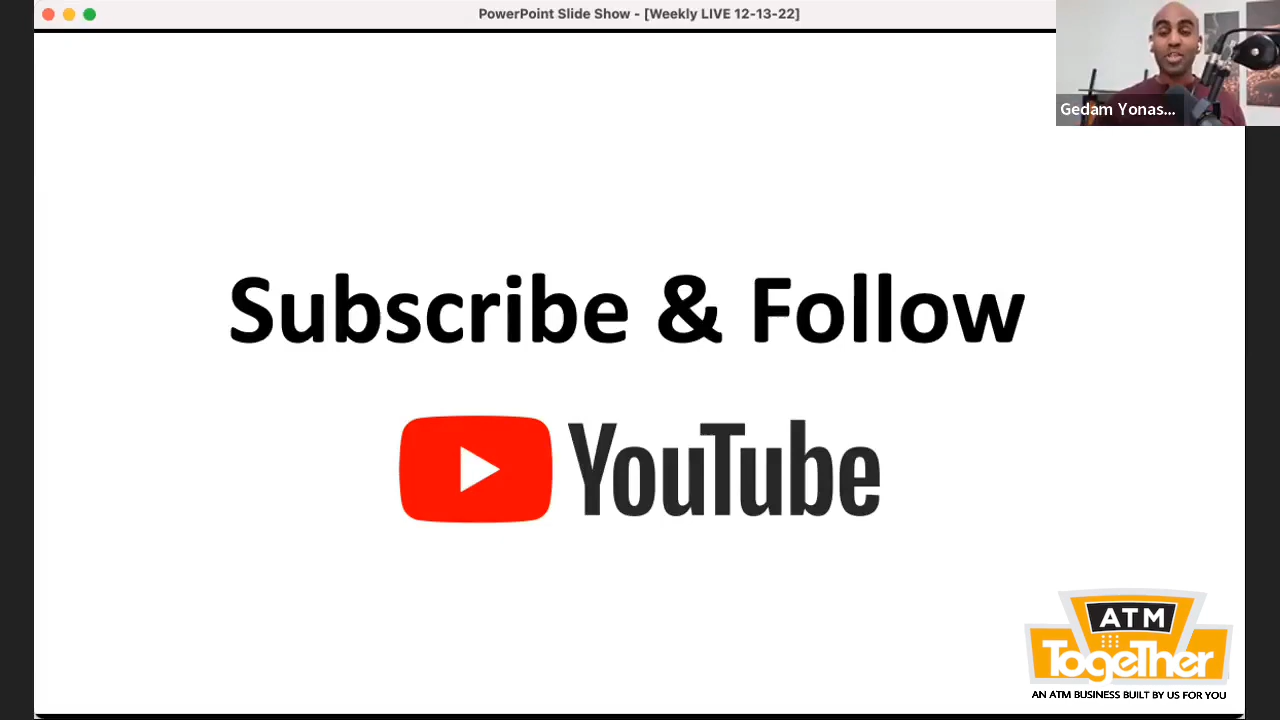 PowerPoint Slide Show - [Weekly LIVE 12-13-22]
Gedam Yonas...
Subscribe & Follow
YouTube
ATM
Together
AN ATM BUSINESS BUILT BY US FOR YOU